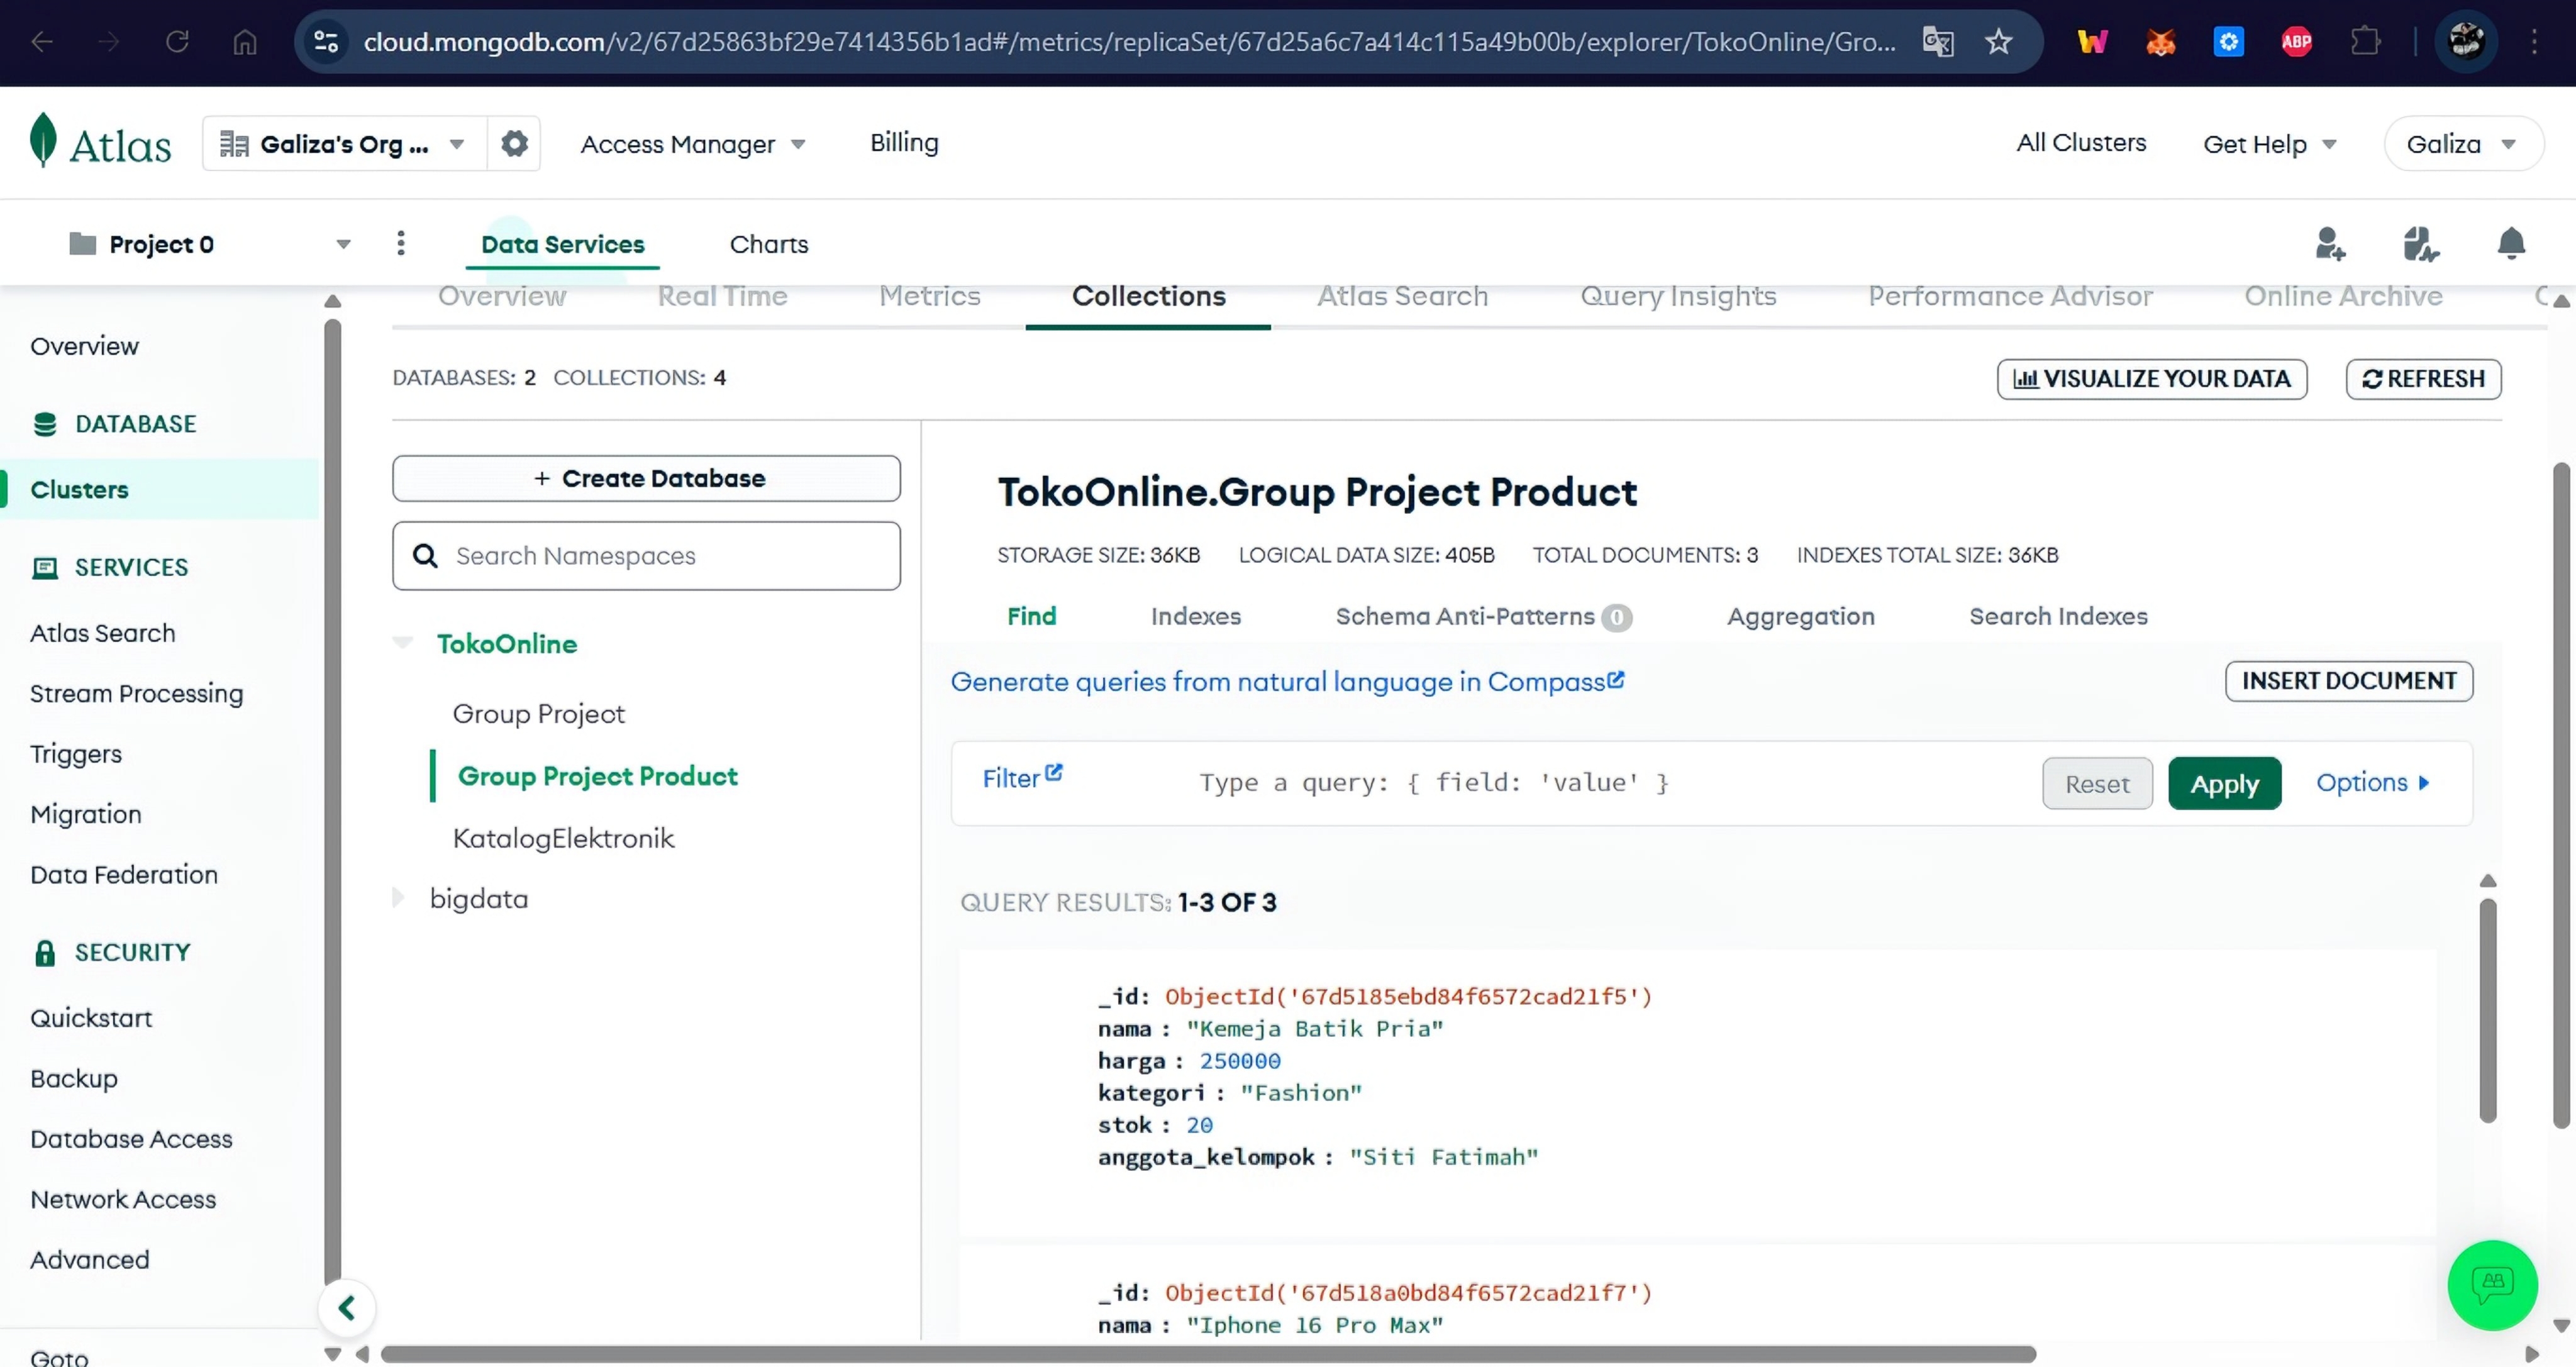 cloud.mongodb.com/v2/67d25863bf29e7414356b1ad#/metrics/replicaSet/67d25a6c7a414c115a49b00b/explorer/TokoOnline/Gro...
ABP
Atlas
Galiza's Org ...
Access Manager
Billing
All Clusters
Get Help
Galiza
Project 0
Data Services
Charts
Overview
Real Time
Metrics
Collections
Atlas Search
Query Insights
Performance Advisor
Online Archive
Overview
DATABASE
Clusters
SERVICES
Atlas Search
Stream Processing
Triggers
Migration
Data Federation
SECURITY
Quickstart
Backup
Database Access
Network Access
Advanced
Goto
DATABASES: 2 COLLECTIONS: 4
VISUALIZE YOUR DATA
REFRESH
+ Create Database
Search Namespaces
TokoOnline
Group Project
Group Project Product
KatalogElektronik
bigdata
TokoOnline.Group Project Product
STORAGE SIZE: 36KB LOGICAL DATA SIZE: 405B TOTAL DOCUMENTS: 3 INDEXES TOTAL SIZE: 36KB
Find
Indexes
Schema Anti-Patterns 0
Aggregation
Search Indexes
Generate queries from natural language in Compass
INSERT DOCUMENT
Filter
Type a query: { field: 'value' }
Reset
Apply
Options
QUERY RESULTS: 1-3 OF 3
_id: ObjectId('67d5185ebd84f6572cad21f5')
nama : "Kemeja Batik Pria"
harga : 250000
kategori : "Fashion"
stok : 20
anggota_kelompok : "Siti Fatimah"
_id: ObjectId('67d518a0bd84f6572cad21f7')
nama : "Iphone 16 Pro Max"